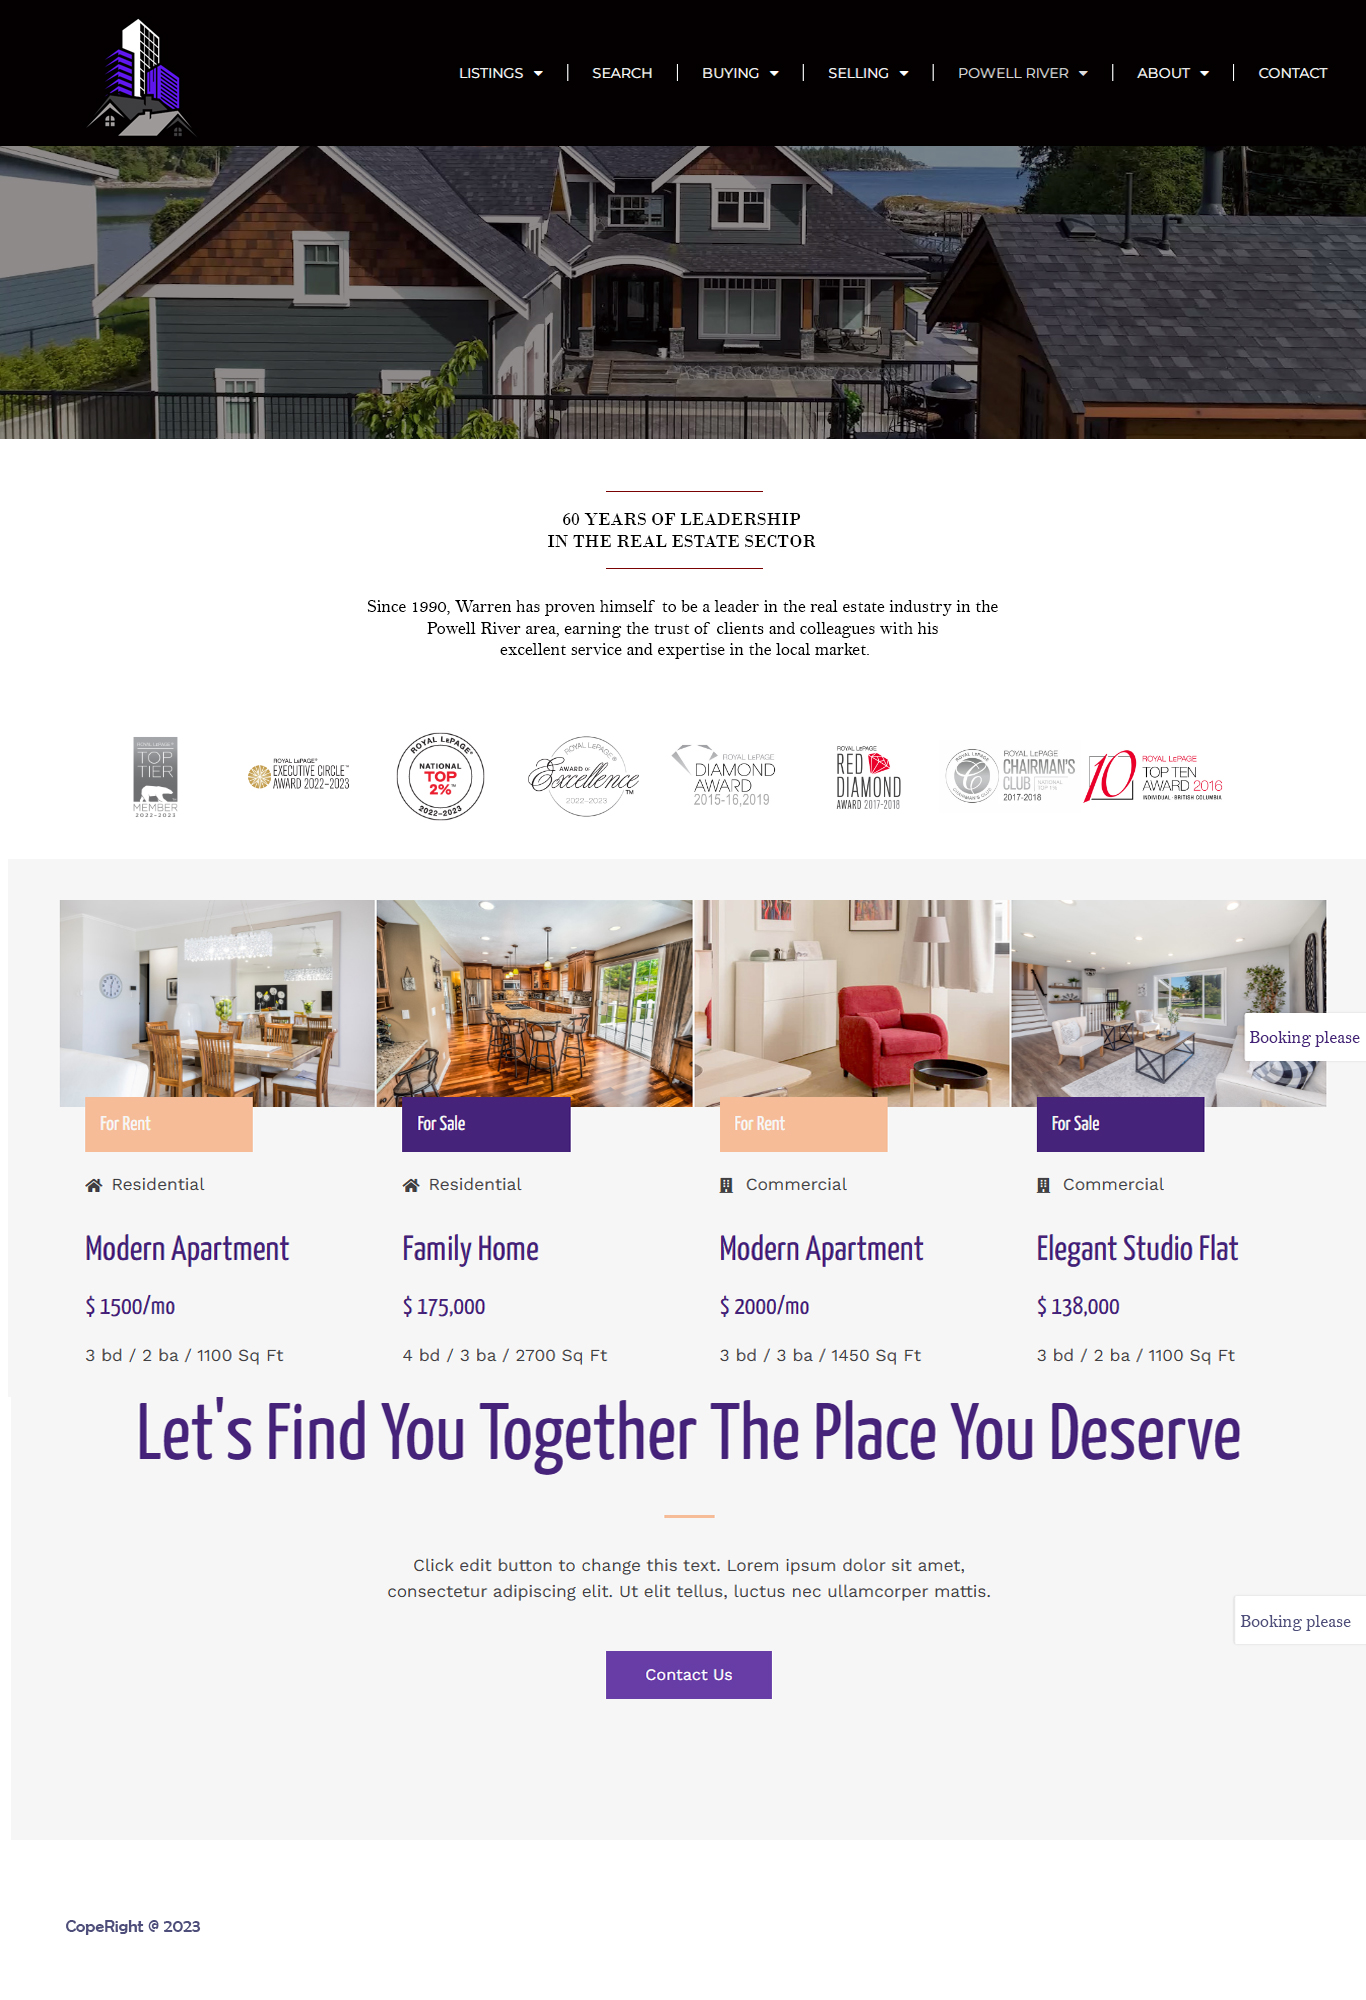 LISTINGS
SEARCH
BUYING
SELLING
POWELL RIVER
ABOUT
CONTACT
60 YEARS OF LEADERSHIP
IN THE REAL ESTATE SECTOR
Since 1990, Warren has proven himself to be a leader in the real estate industry in the
Powell River area, earning the trust of clients and colleagues with his
excellent service and expertise in the local market.
ROYAL LEPAGE®
TOP
TIER
MEMBER
2022-2023
ROYAL LEPAGE®
EXECUTIVE CIRCLE™
AWARD 2022-2023
ROYAL LEPAGE®
NATIONAL
TOP
2%™
2022-2023
ROYAL LEPAGE®
AWARD OF
Excellence™
2022-2023
ROYAL LEPAGE
DIAMOND
AWARD
2015-16,2019
ROYAL LEPAGE
RED
DIAMOND
AWARD 2017-2018
ROYAL LEPAGE
CHAIRMAN'S CLUB
ROYAL LEPAGE
CHAIRMAN'S
CLUB
NATIONAL
TOP 1%
2017-2018
10
ROYAL LEPAGE
TOP TEN
AWARD 2016
INDIVIDUAL · BRITISH COLUMBIA
Booking please
For Rent
Residential
Modern Apartment
$ 1500/mo
3 bd / 2 ba / 1100 Sq Ft
For Sale
Residential
Family Home
$ 175,000
4 bd / 3 ba / 2700 Sq Ft
For Rent
Commercial
Modern Apartment
$ 2000/mo
3 bd / 3 ba / 1450 Sq Ft
For Sale
Commercial
Elegant Studio Flat
$ 138,000
3 bd / 2 ba / 1100 Sq Ft
Let's Find You Together The Place You Deserve
Click edit button to change this text. Lorem ipsum dolor sit amet,
consectetur adipiscing elit. Ut elit tellus, luctus nec ullamcorper mattis.
Booking please
Contact Us
CopeRight @ 2023